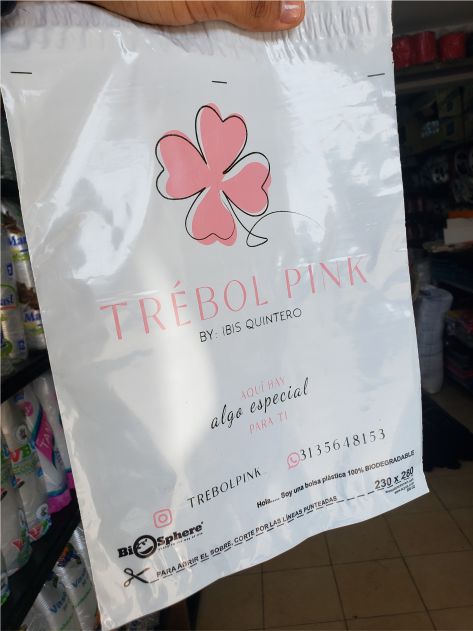 TRÉBOL PINK
BY: IBIS QUINTERO
AQUÍ HAY
algo especial
PARA TI
3135648153
TREBOLPINK
Hola.... Soy una bolsa plástica 100% BIODEGRADABLE
230 x 280
BiOSphere
PARA ABRIR EL SOBRE, CORTE POR LAS LÍNEAS PUNTEADAS